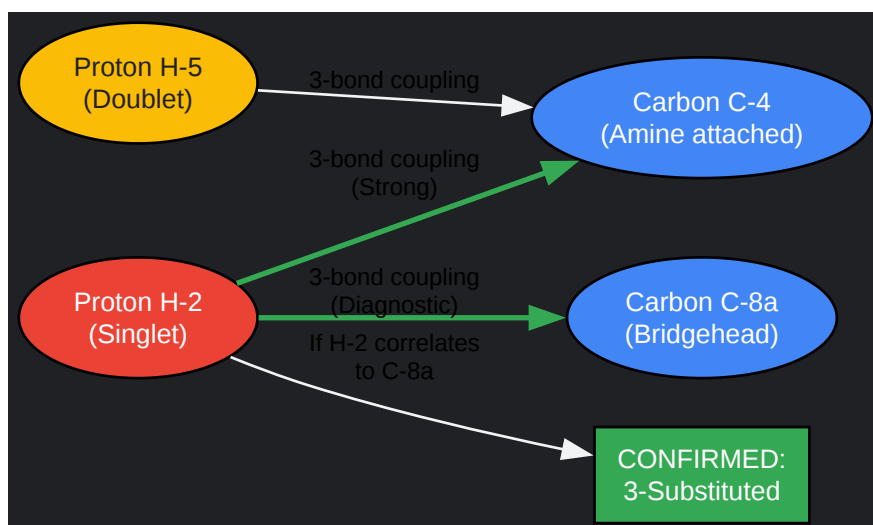 Proton H-5
(Doublet)
3-bond coupling
Carbon C-4
(Amine attached)
3-bond coupling
(Strong)
Proton H-2
(Singlet)
3-bond coupling
(Diagnostic)
Carbon C-8a
(Bridgehead)
If H-2 correlates
to C-8a
CONFIRMED:
3-Substituted